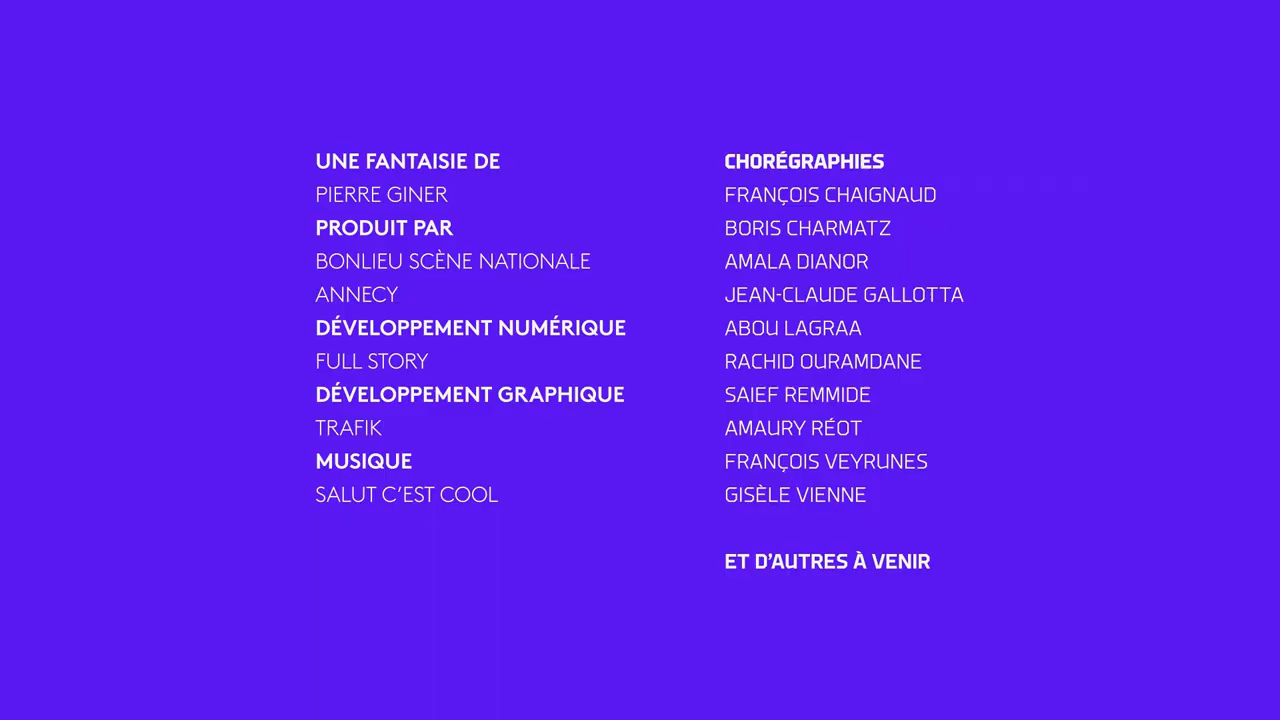 UNE FANTAISIE DE
PIERRE GINER
PRODUIT PAR
BONLIEU SCÈNE NATIONALE
ANNECY
DÉVELOPPEMENT NUMÉRIQUE
FULL STORY
DÉVELOPPEMENT GRAPHIQUE
TRAFIK
MUSIQUE
SALUT C’EST COOL
CHORÉGRAPHIES
FRANÇOIS CHAIGNAUD
BORIS CHARMATZ
AMALA DIANOR
JEAN-CLAUDE GALLOTTA
ABOU LAGRAA
RACHID OURAMDANE
SAIEF REMMIDE
AMAURY RÉOT
FRANÇOIS VEYRUNES
GISÈLE VIENNE
ET D’AUTRES À VENIR